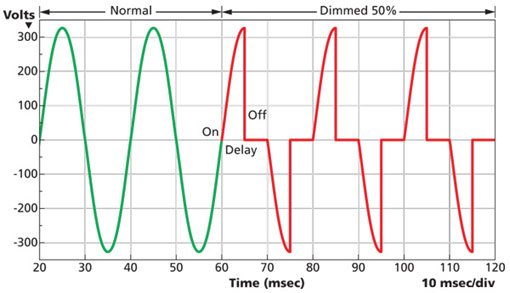 Volts
Normal
Dimmed 50%
300
200
100
0
-100
-200
-300
On
Off
Delay
20 30 40 50 60 70 80 90 100 110 120
Time (msec)
10 msec/div